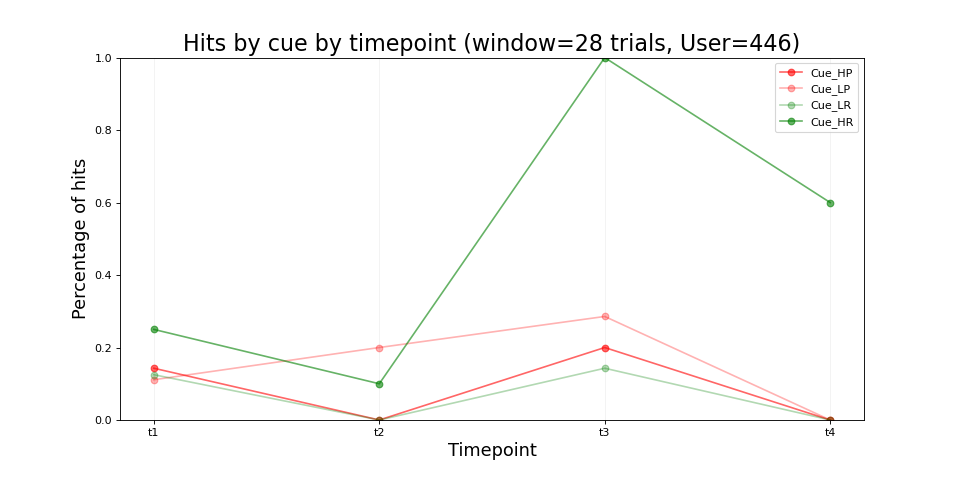 Hits by cue by timepoint (window=28 trials, User=446)
Percentage of hits
1.0
0.8
0.6
0.4
0.2
0.0
Cue_HP
Cue_LP
Cue_LR
Cue_HR
t1
t2
t3
t4
Timepoint